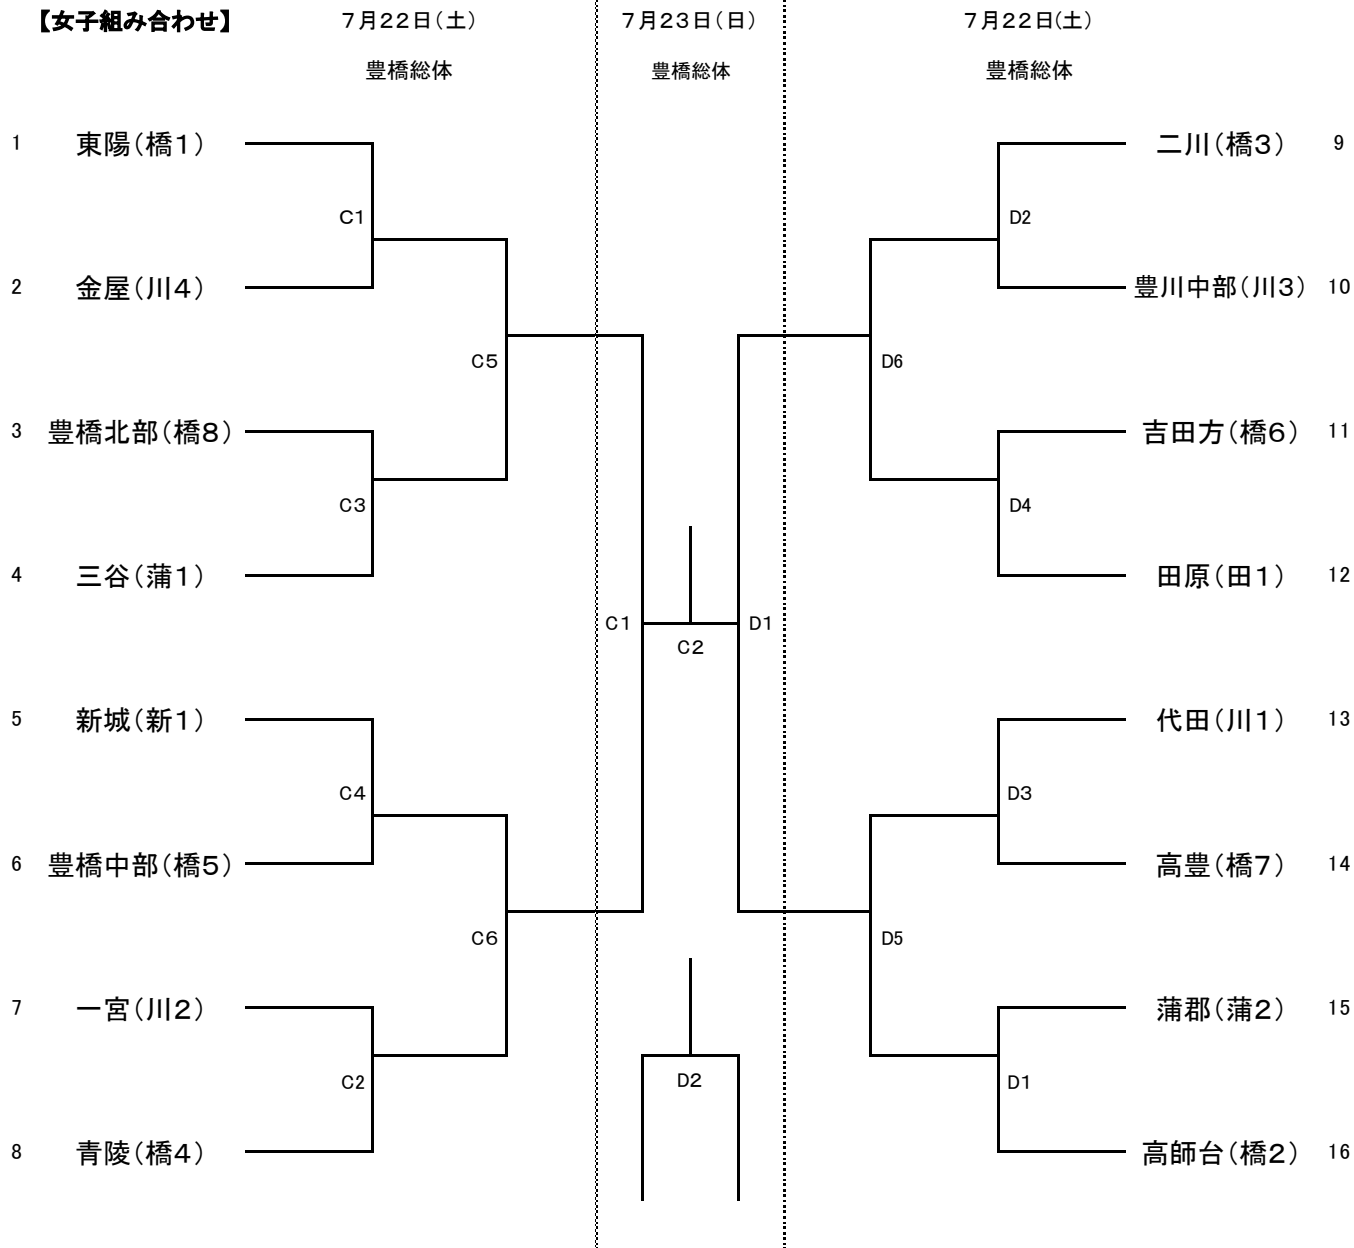 【女子組み合わせ】 7月22日(土) 7月23日(日) 7月22日(土)
豊橋総体 豊橋総体 豊橋総体
1 東陽(橋1) 二川(橋3) 9
C1 D2
2 金屋(川4) 豊川中部(川3) 10
C5 D6
3 豊橋北部(橋8) 吉田方(橋6) 11
C3 D4
4 三谷(蒲1) 田原(田1) 12
C1 D1
C2
5 新城(新1) 代田(川1) 13
C4 D3
6 豊橋中部(橋5) 高豊(橋7) 14
C6 D5
7 一宮(川2) 蒲郡(蒲2) 15
C2 D2 D1
8 青陵(橋4) 高師台(橋2) 16